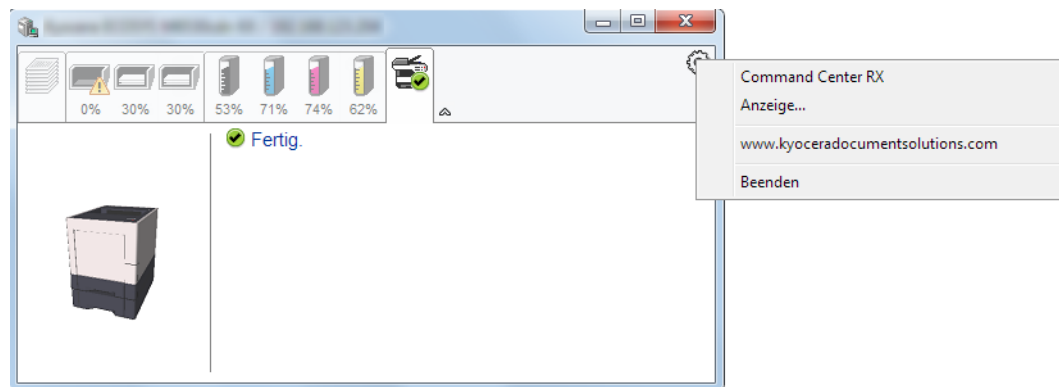 0% 30% 30% 53% 71% 74% 62%
Fertig.
Command Center RX
Anzeige...
www.kyoceradocumentsolutions.com
Beenden